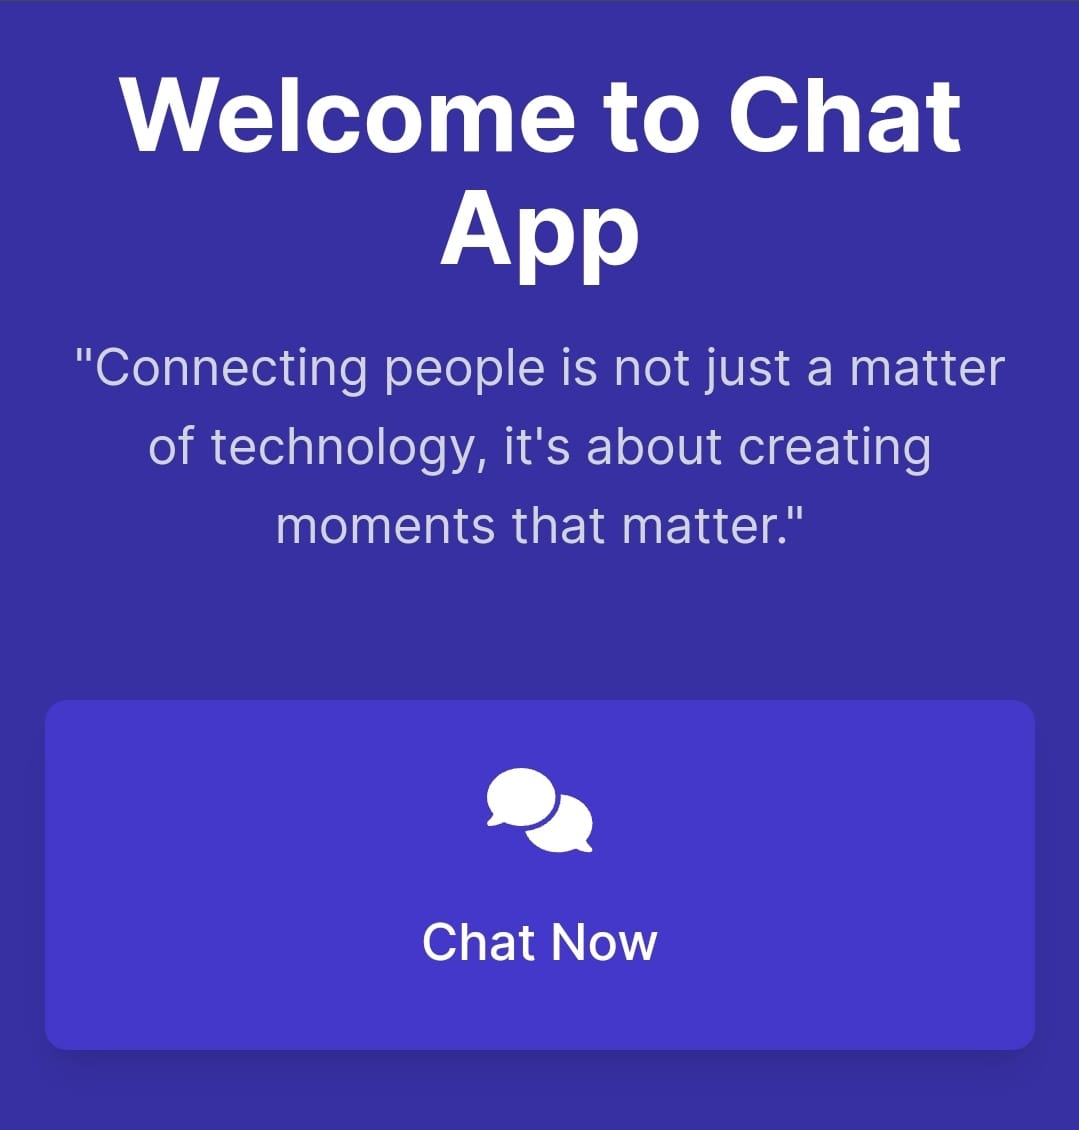 Welcome to Chat
App
"Connecting people is not just a matter
of technology, it's about creating
moments that matter."
Chat Now